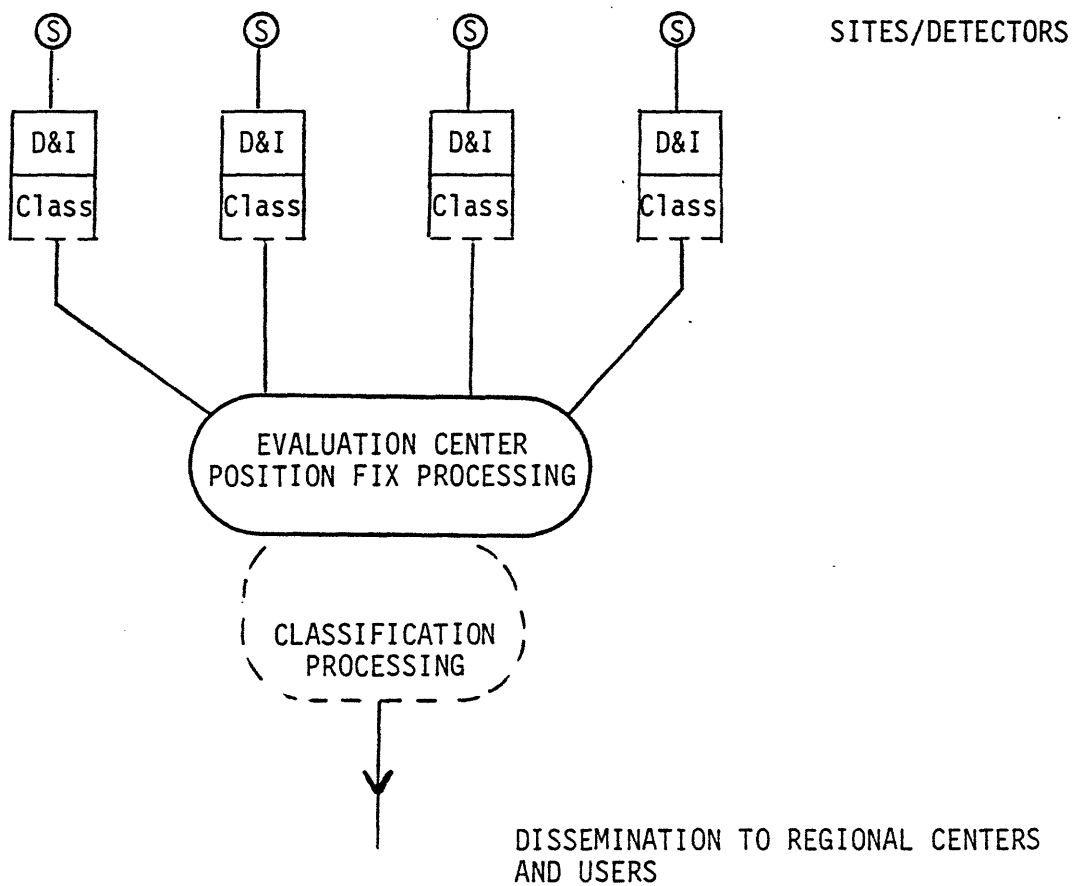 S S S S SITES/DETECTORS
D&I D&I D&I D&I
Class Class Class Class
EVALUATION CENTER
POSITION FIX PROCESSING
CLASSIFICATION
PROCESSING
DISSEMINATION TO REGIONAL CENTERS
AND USERS